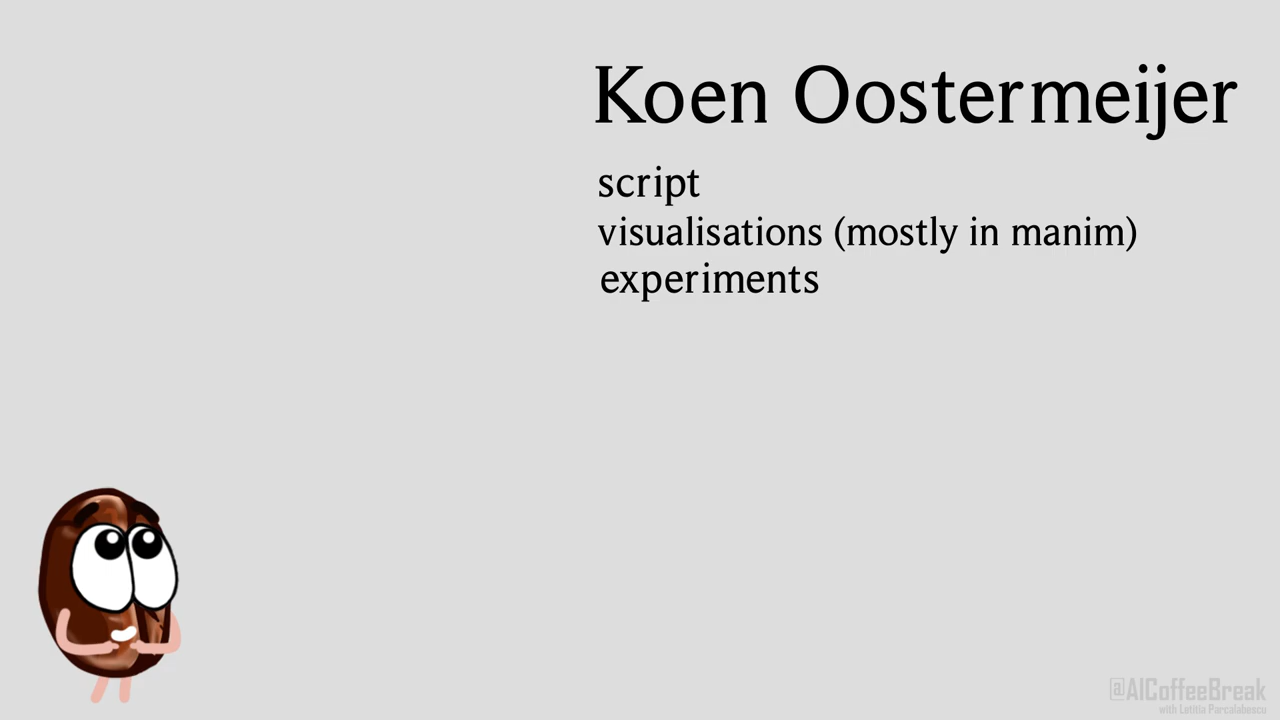 Koen Oostermeijer
script
visualisations (mostly in manim)
experiments
@AICoffeeBreak
with Letitia Parcalabescu